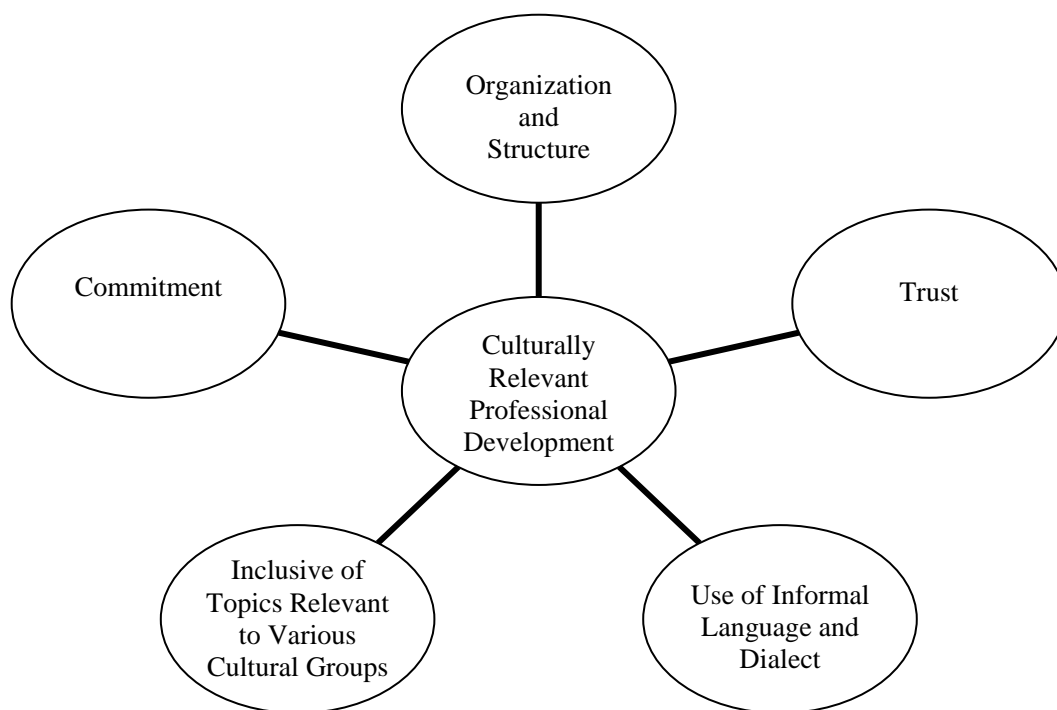 Organization
and
Structure
Commitment
Trust
Culturally
Relevant
Professional
Development
Inclusive of
Topics Relevant
to Various
Cultural Groups
Use of Informal
Language and
Dialect